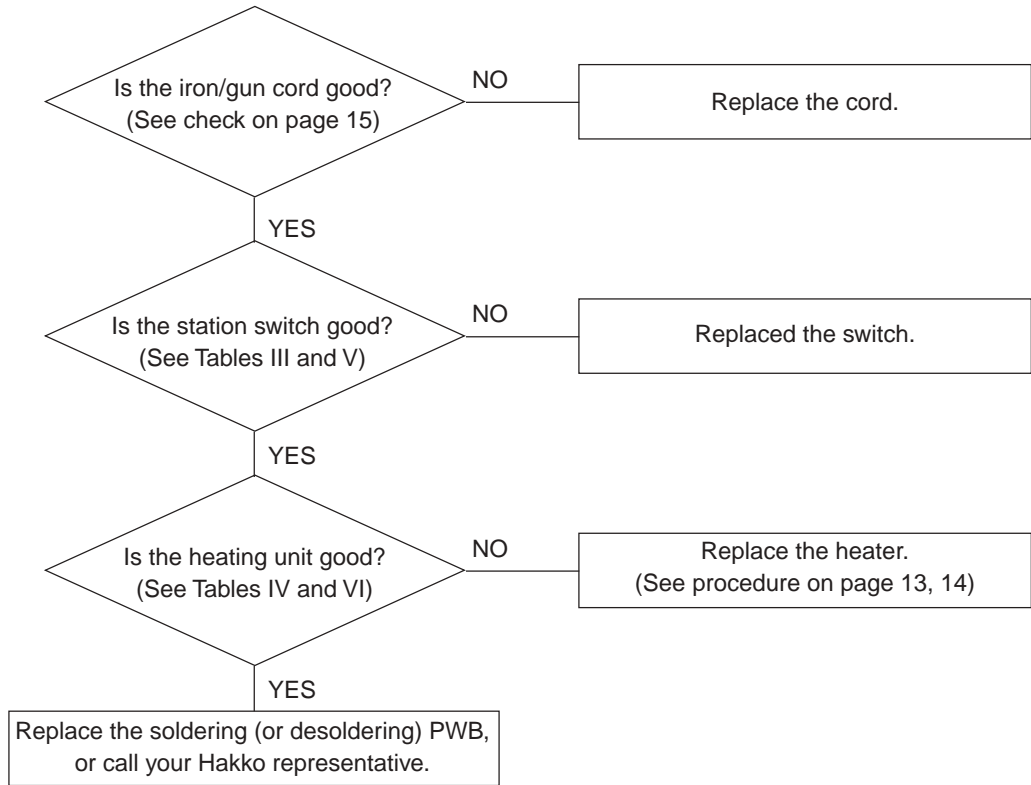 Is the iron/gun cord good?
(See check on page 15)
NO
Replace the cord.
YES
Is the station switch good?
(See Tables III and V)
NO
Replaced the switch.
YES
Is the heating unit good?
(See Tables IV and VI)
NO
Replace the heater.
(See procedure on page 13, 14)
YES
Replace the soldering (or desoldering) PWB,
or call your Hakko representative.